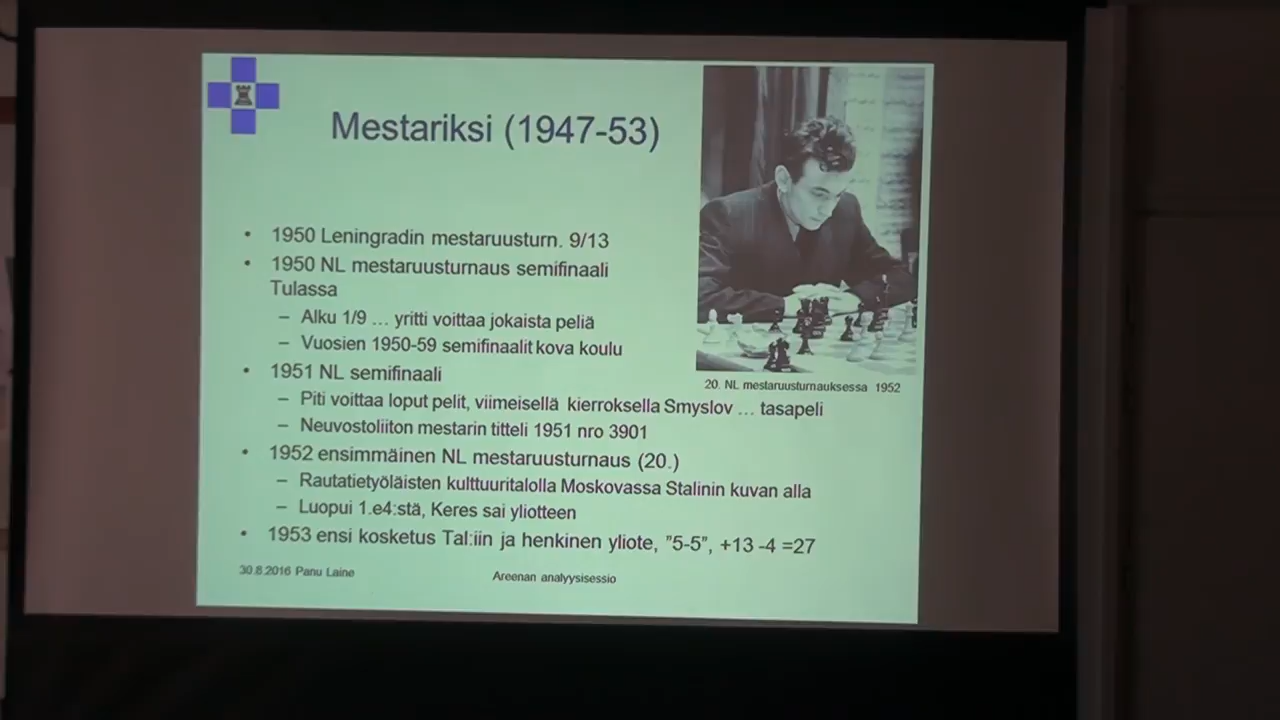 Mestariksi (1947-53)
• 1950 Leningradin mestaruusturn. 9/13
• 1950 NL mestaruusturnaus semifinaali
Tulassa
– Alku 1/9 ... yritti voittaa jokaista peliä
– Vuosien 1950-59 semifinaalit kova koulu
• 1951 NL semifinaali
20. NL mestaruusturnauksessa 1952
– Piti voittaa loput pelit, viimeisellä kierroksella Smyslov ... tasapeli
– Neuvostoliiton mestarin titteli 1951 nro 3901
• 1952 ensimmäinen NL mestaruusturnaus (20.)
– Rautatietyöläisten kulttuuritalolla Moskovassa Stalinin kuvan alla
– Luopui 1.e4:stä, Keres sai yliotteen
• 1953 ensi kosketus Tal:iin ja henkinen yliote, ”5-5”, +13 -4 =27
30.8.2016 Panu Laine
Areenan analyysisessio